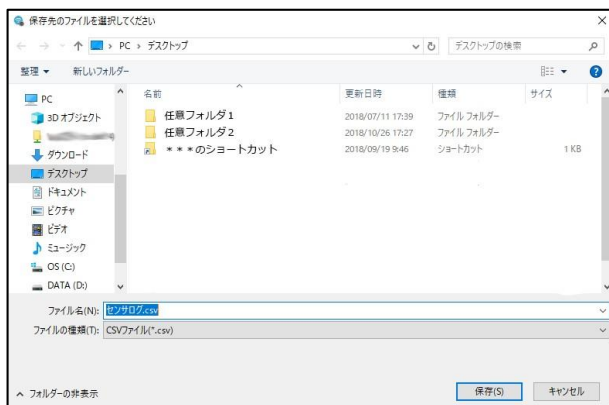 保存先のファイルを選択してください
PC › デスクトップ
デスクトップの検索
整理 新しいフォルダー
名前 更新日時 種類 サイズ
PC
3D オブジェクト
ダウンロード
デスクトップ
ドキュメント
ピクチャ
ビデオ
ミュージック
OS (C:)
DATA (D:)
任意フォルダ1 2018/07/11 17:39 ファイル フォルダー
任意フォルダ2 2018/10/26 17:27 ファイル フォルダー
***のショートカット 2018/09/19 9:46 ショートカット 1 KB
ファイル名(N): センサログ.csv
ファイルの種類(T): CSVファイル(*.csv)
フォルダーの非表示
保存(S) キャンセル